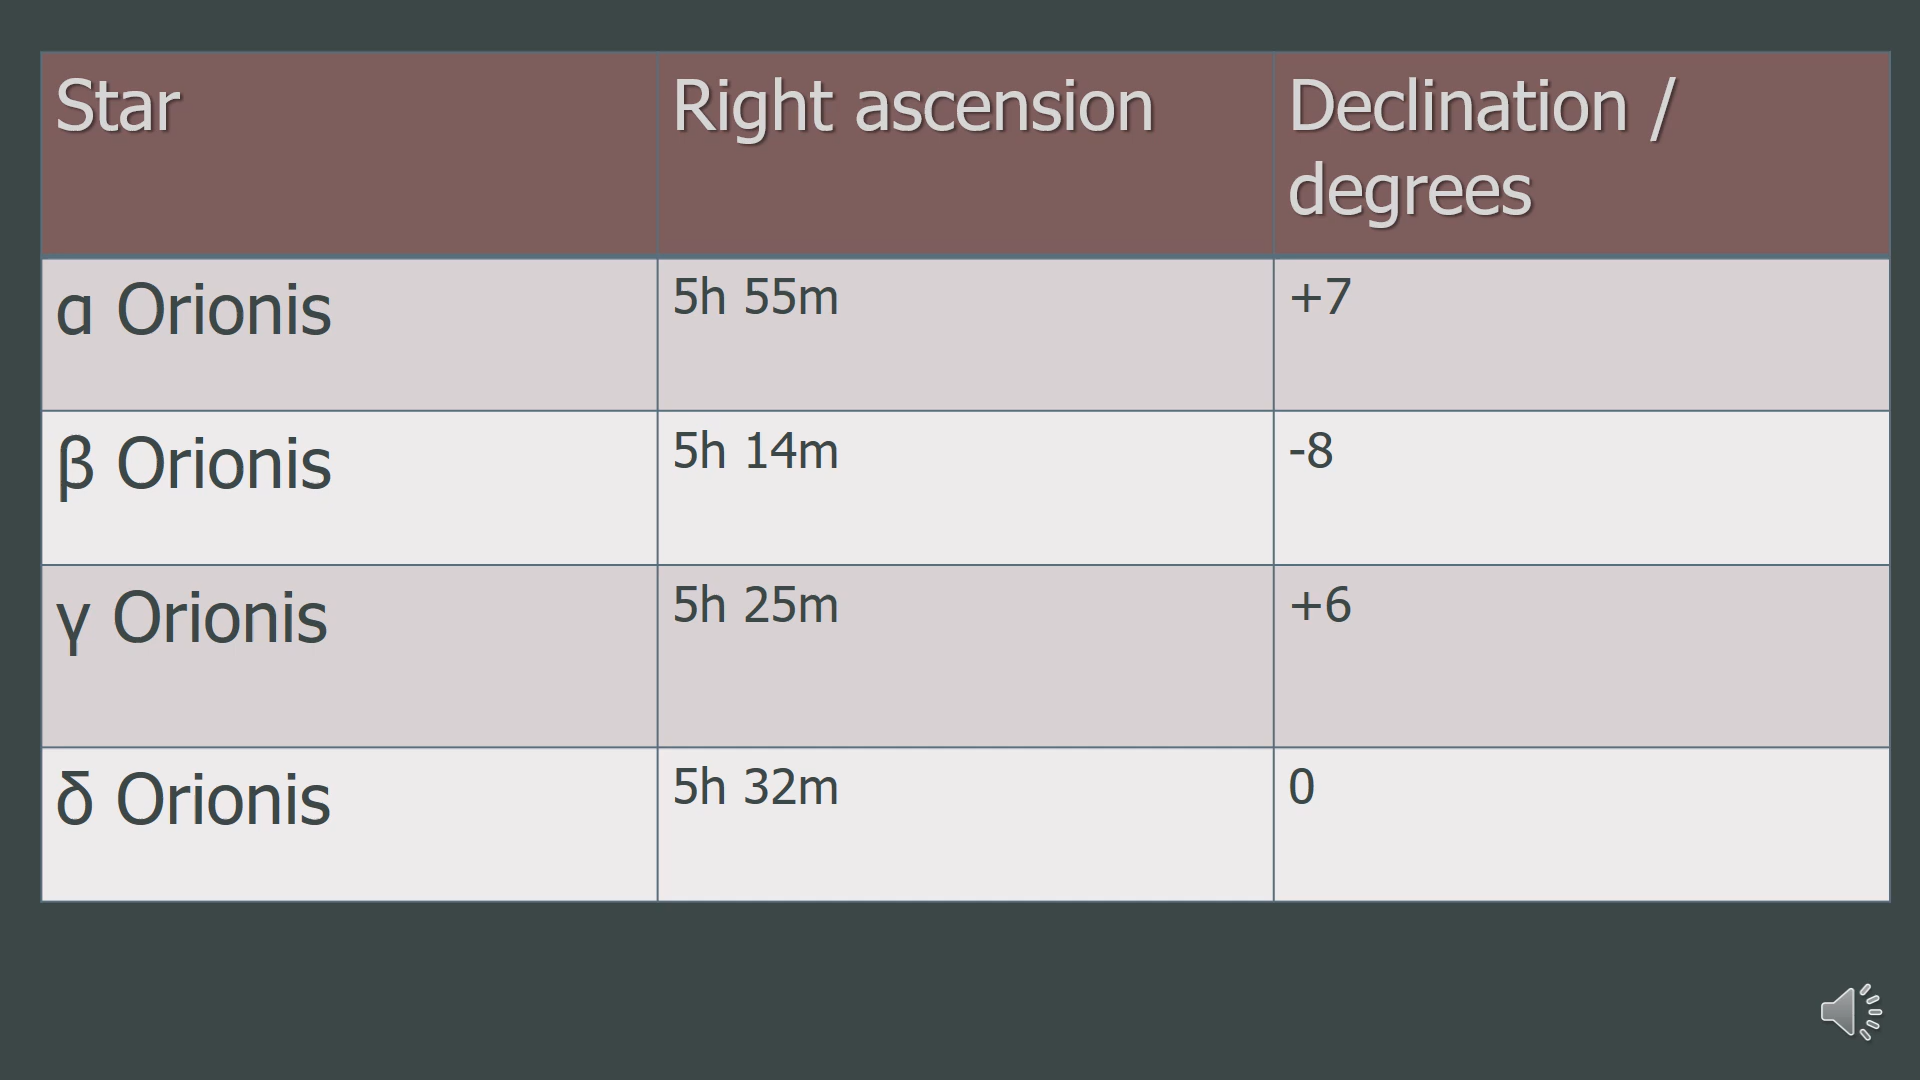 Star Right ascension Declination /
degrees
α Orionis 5h 55m +7
β Orionis 5h 14m -8
γ Orionis 5h 25m +6
δ Orionis 5h 32m 0